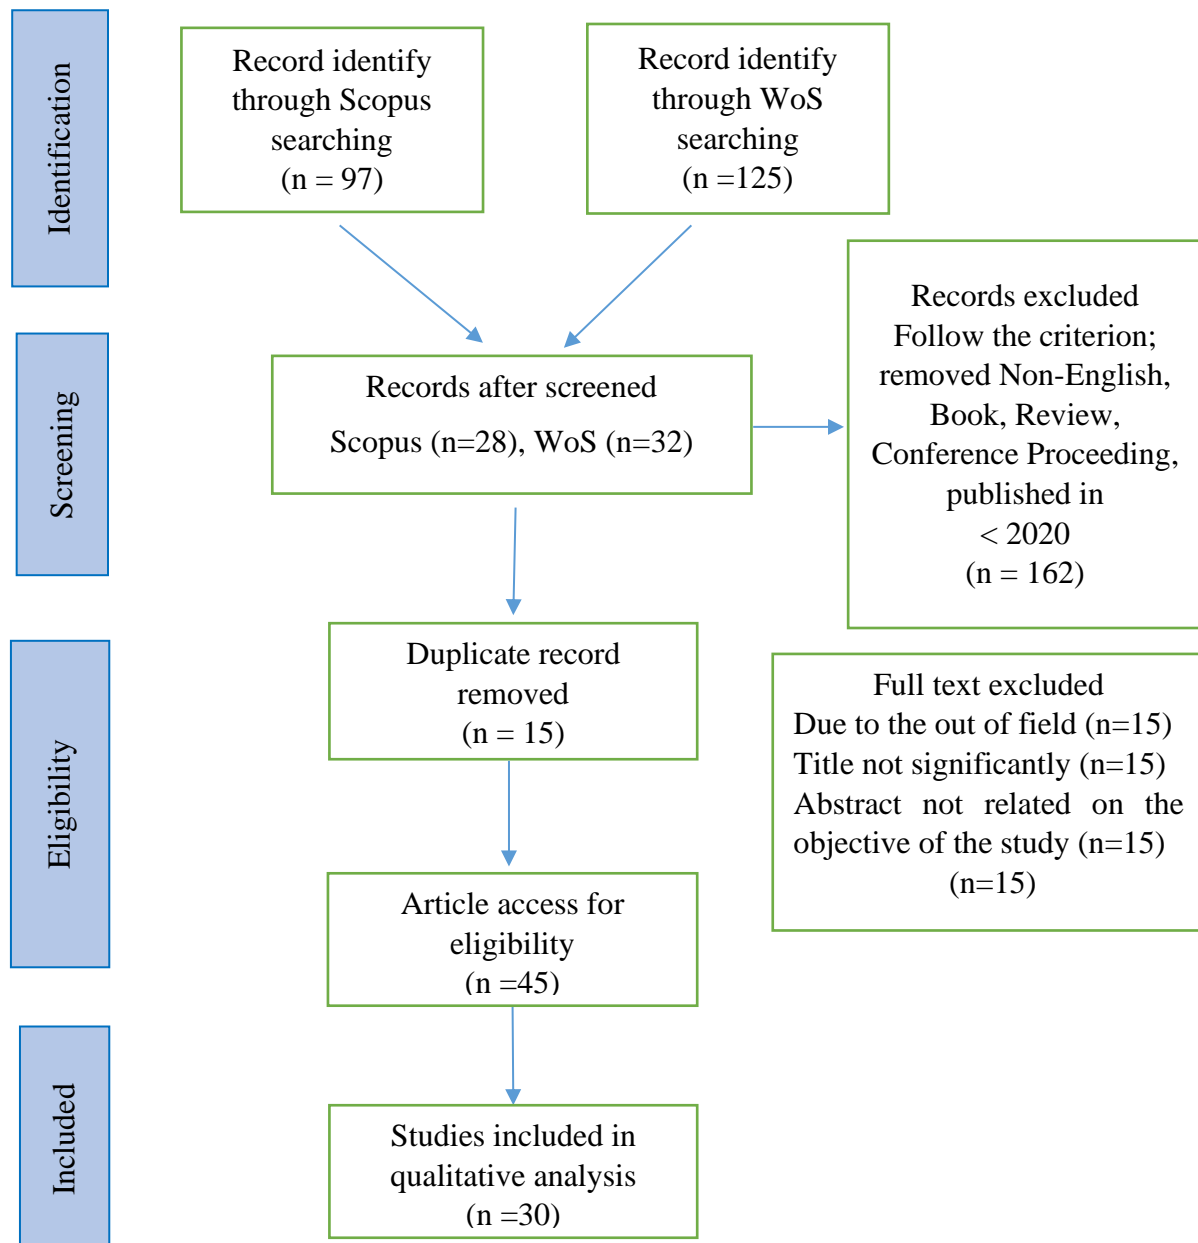 Identification
Record identify
through Scopus
searching
(n = 97)
Record identify
through WoS
searching
(n =125)
Records excluded
Follow the criterion;
removed Non-English,
Book, Review,
Conference Proceeding,
published in
< 2020
(n = 162)
Screening
Records after screened
Scopus (n=28), WoS (n=32)
Eligibility
Duplicate record
removed
(n = 15)
Full text excluded
Due to the out of field (n=15)
Title not significantly (n=15)
Abstract not related on the
objective of the study (n=15)
(n=15)
Article access for
eligibility
(n =45)
Included
Studies included in
qualitative analysis
(n =30)